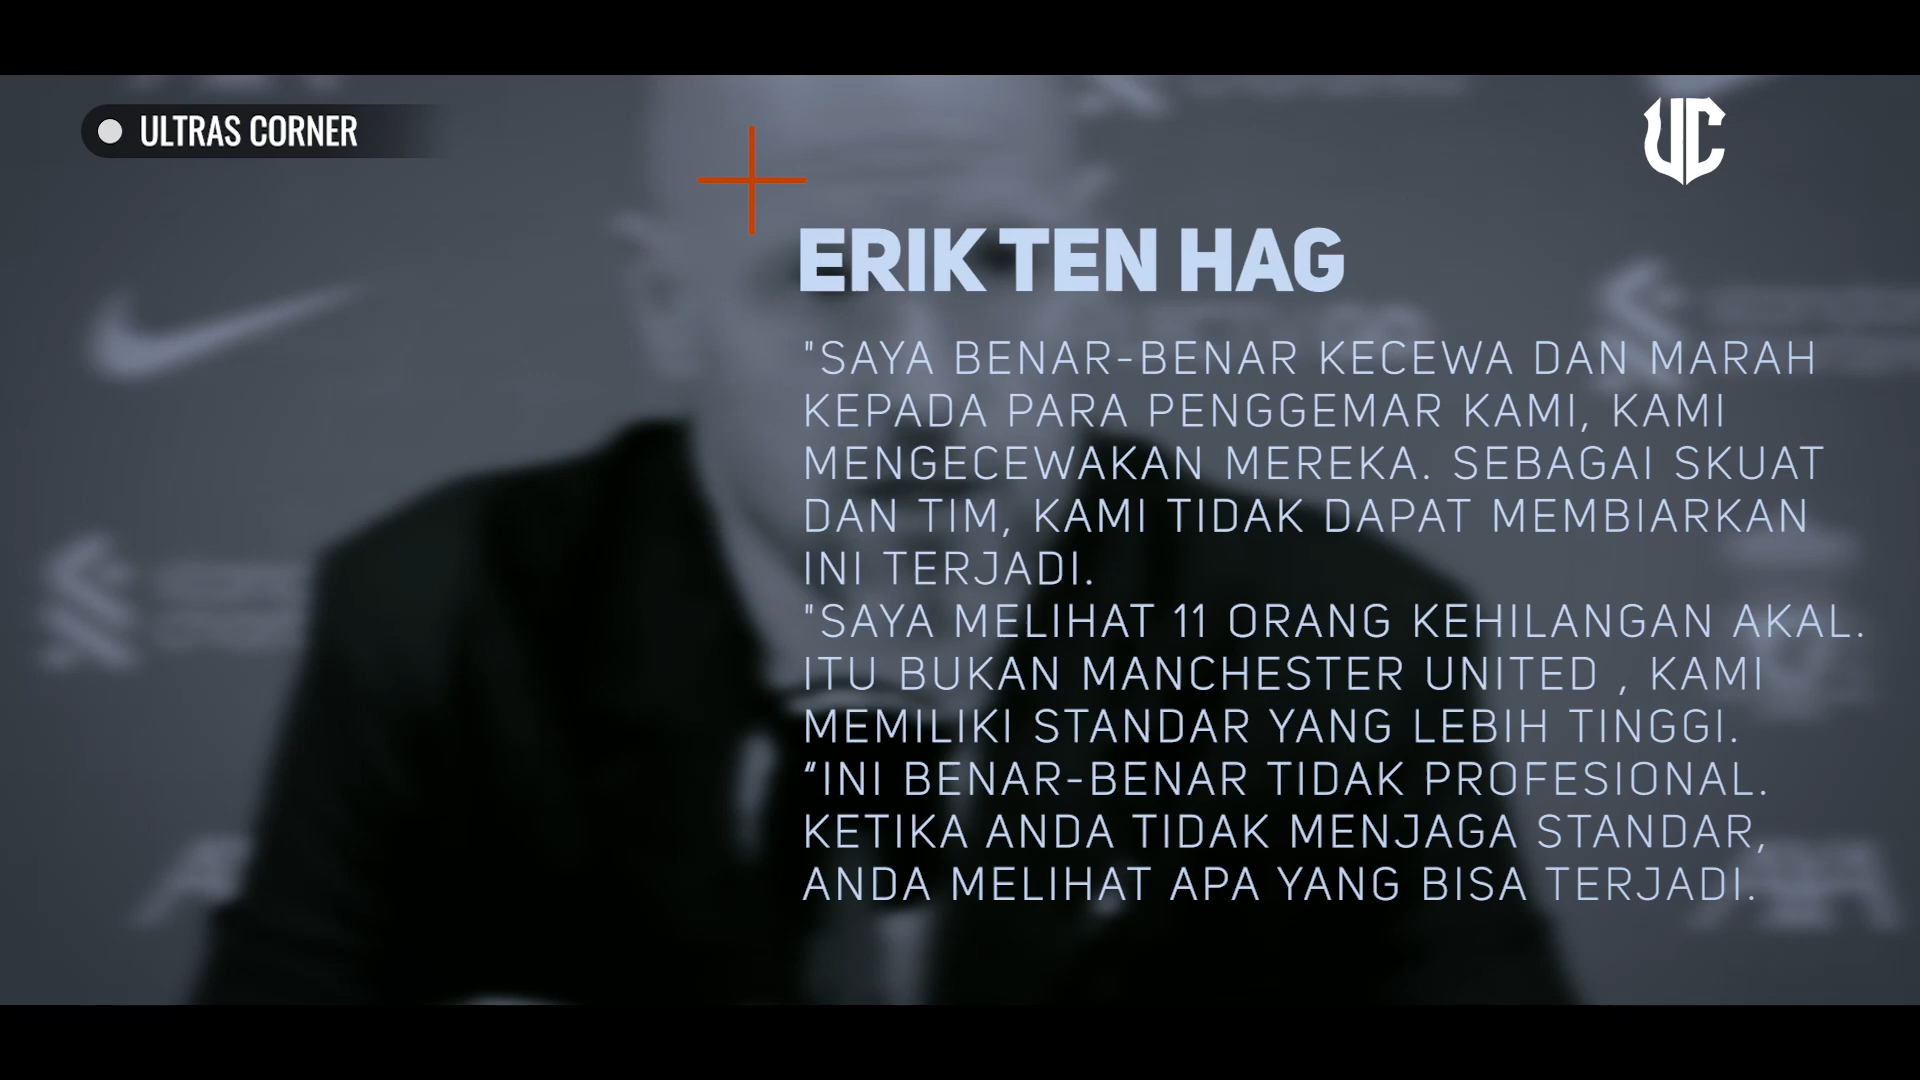 ULTRAS CORNER
UC
ERIK TEN HAG
"SAYA BENAR-BENAR KECEWA DAN MARAH
KEPADA PARA PENGGEMAR KAMI, KAMI
MENGECEWAKAN MEREKA. SEBAGAI SKUAT
DAN TIM, KAMI TIDAK DAPAT MEMBIARKAN
INI TERJADI.
"SAYA MELIHAT 11 ORANG KEHILANGAN AKAL.
ITU BUKAN MANCHESTER UNITED , KAMI
MEMILIKI STANDAR YANG LEBIH TINGGI.
“INI BENAR-BENAR TIDAK PROFESIONAL.
KETIKA ANDA TIDAK MENJAGA STANDAR,
ANDA MELIHAT APA YANG BISA TERJADI.